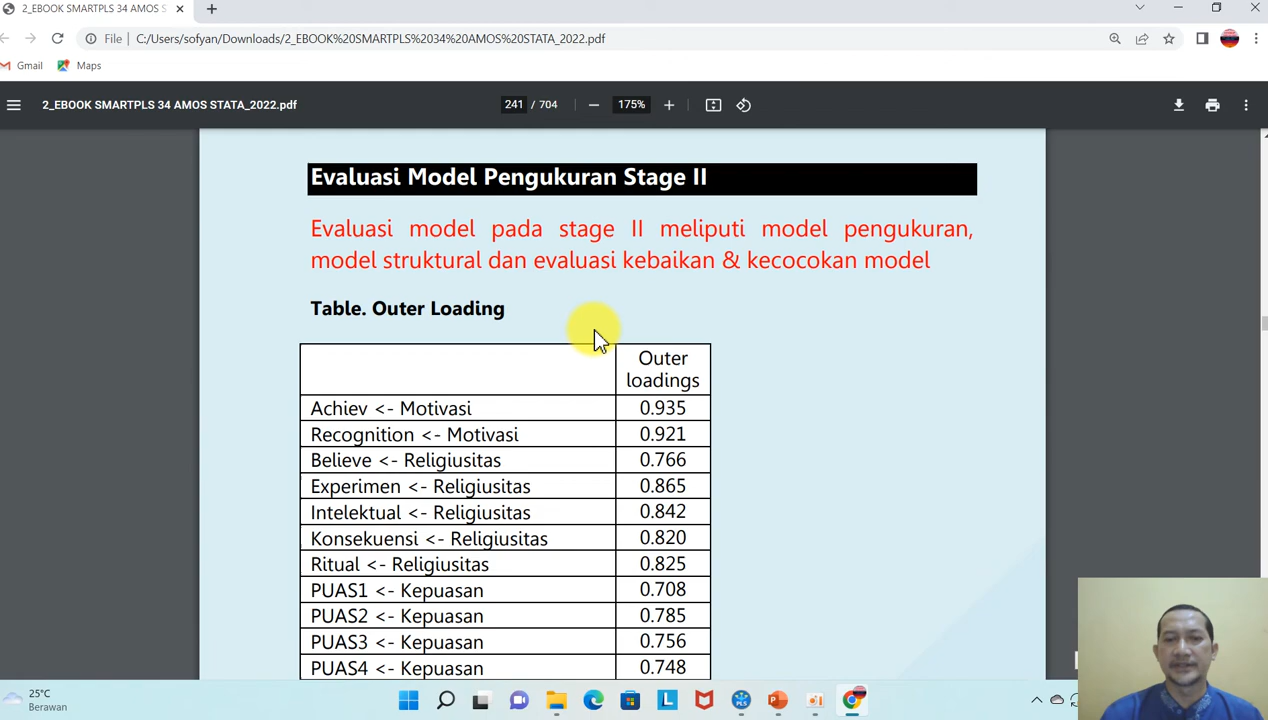 2_EBOOK SMARTPLS 34 AMOS S
File
C:/Users/sofyan/Downloads/2_EBOOK%20SMARTPLS%2034%20AMOS%20STATA_2022.pdf
Gmail Maps
2_EBOOK SMARTPLS 34 AMOS STATA_2022.pdf 241 / 704 175%
Evaluasi Model Pengukuran Stage II
Evaluasi model pada stage II meliputi model pengukuran,
model struktural dan evaluasi kebaikan & kecocokan model
Table. Outer Loading
Outer
loadings
Achiev <- Motivasi 0.935
Recognition <- Motivasi 0.921
Believe <- Religiusitas 0.766
Experimen <- Religiusitas 0.865
Intelektual <- Religiusitas 0.842
Konsekuensi <- Religiusitas 0.820
Ritual <- Religiusitas 0.825
PUAS1 <- Kepuasan 0.708
PUAS2 <- Kepuasan 0.785
PUAS3 <- Kepuasan 0.756
PUAS4 <- Kepuasan 0.748
25°C
Berawan